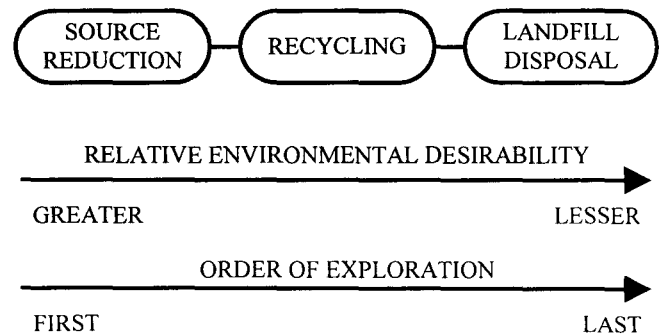 SOURCE
REDUCTION
RECYCLING
LANDFILL
DISPOSAL
RELATIVE ENVIRONMENTAL DESIRABILITY
GREATER
LESSER
ORDER OF EXPLORATION
FIRST
LAST